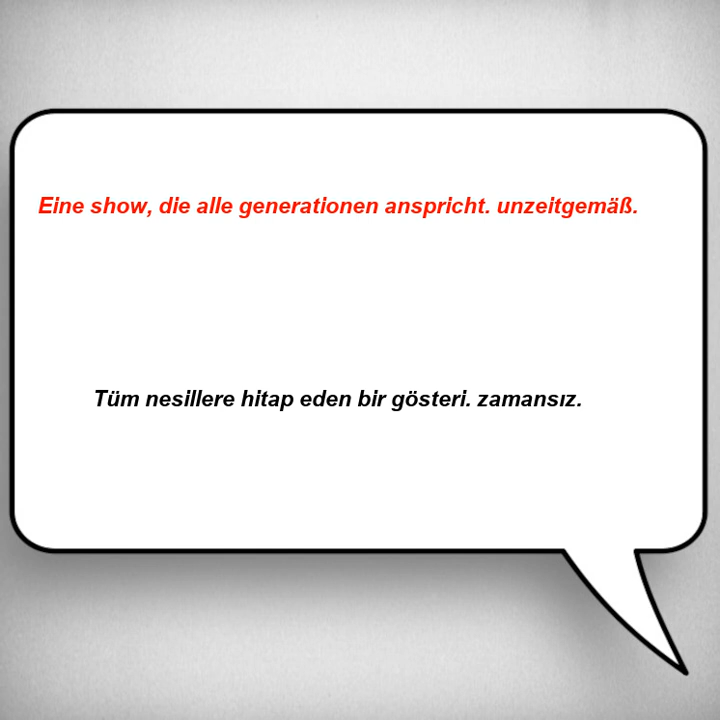 Eine show, die alle generationen anspricht. unzeitgemäß.
Tüm nesillere hitap eden bir gösteri. zamansız.